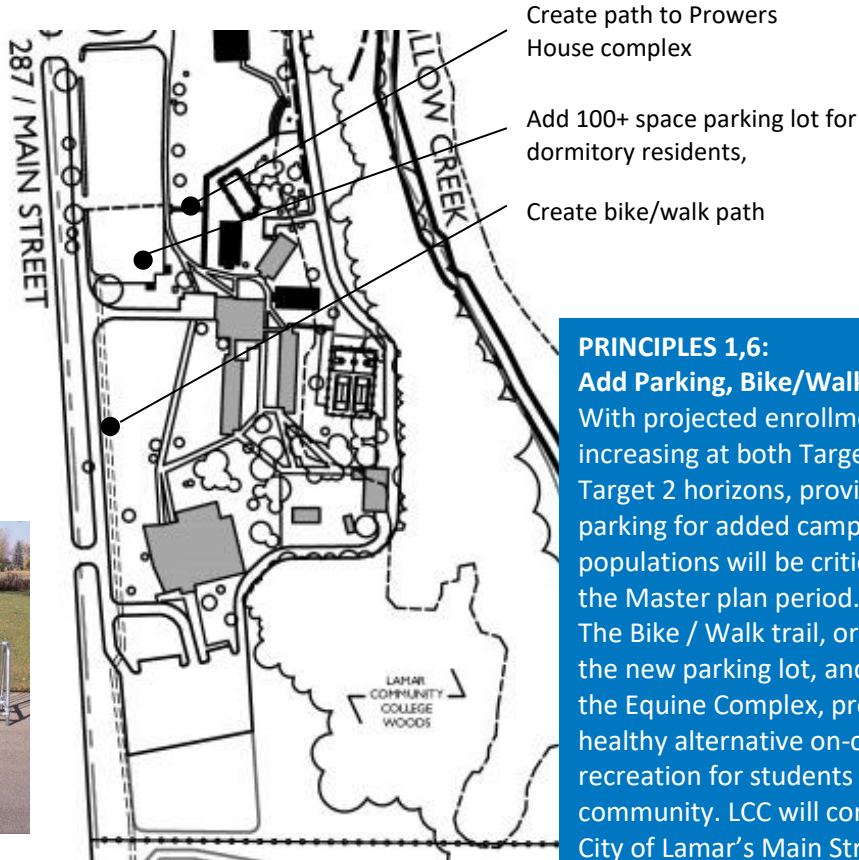 Create path to Prowers
House complex
Add 100+ space parking lot for
dormitory residents,
Create bike/walk path
287 / MAIN STREET
LLOW CREEK
LAMAR
COMMUNITY
COLLEGE
WOODS
PRINCIPLES 1,6:
Add Parking, Bike/Walk
With projected enrollme
increasing at both Targe
Target 2 horizons, provi
parking for added camp
populations will be critic
the Master plan period.
The Bike / Walk trail, or
the new parking lot, and
the Equine Complex, pro
healthy alternative on-c
recreation for students
community. LCC will con
City of Lamar's Main Str